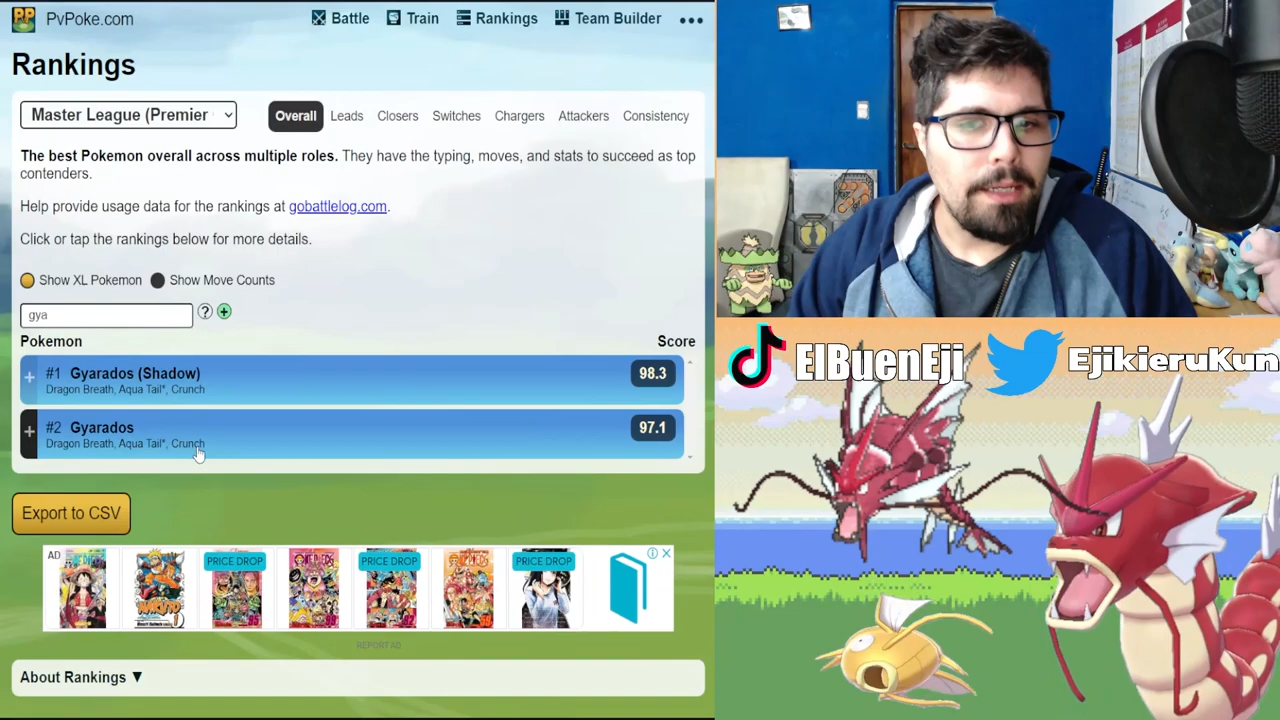 PP PvPoke.com
Battle Train Rankings Team Builder
Rankings
Master League (Premier
Overall Leads Closers Switches Chargers Attackers Consistency
The best Pokemon overall across multiple roles. They have the typing, moves, and stats to succeed as top
contenders.
Help provide usage data for the rankings at gobattlelog.com.
Click or tap the rankings below for more details.
Show XL Pokemon Show Move Counts
gya ? +
Pokemon Score
+ #1 Gyarados (Shadow) 98.3
Dragon Breath, Aqua Tail*, Crunch
+ #2 Gyarados 97.1
Dragon Breath, Aqua Tail*, Crunch
Export to CSV
AD
PRICE DROP PRICE DROP PRICE DROP
REPORT AD
About Rankings ▼
ElBuenEji
EjikieruKun